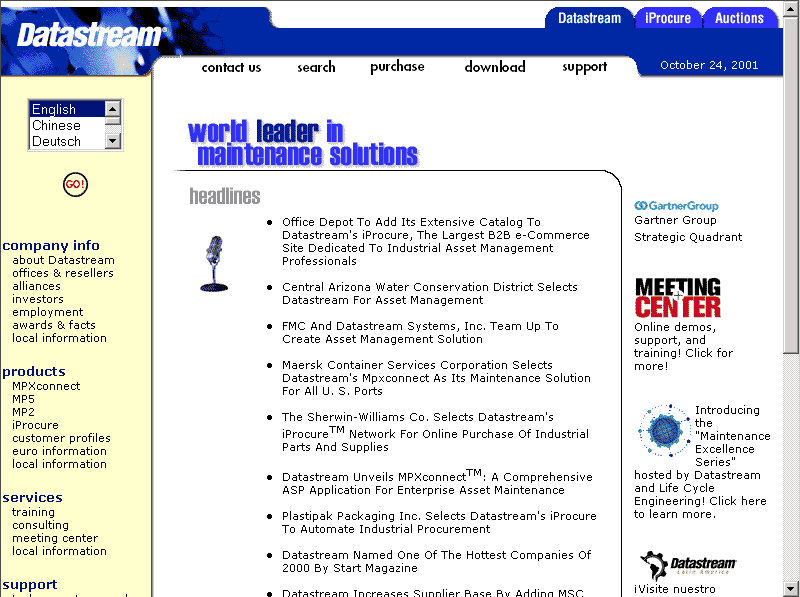 Datastream
Datastream iProcure Auctions
contact us search purchase download support October 24, 2001
English
Chinese
Deutsch
GO!
company info
about Datastream
offices & resellers
alliances
investors
employment
awards & facts
local information
products
MPXconnect
MP5
MP2
iProcure
customer profiles
euro information
local information
services
training
consulting
meeting center
local information
support
world leader in
maintenance solutions
headlines
Office Depot To Add Its Extensive Catalog To
Datastream's iProcure, The Largest B2B e-Commerce
Site Dedicated To Industrial Asset Management
Professionals
Central Arizona Water Conservation District Selects
Datastream For Asset Management
FMC And Datastream Systems, Inc. Team Up To
Create Asset Management Solution
Maersk Container Services Corporation Selects
Datastream's Mpxconnect As Its Maintenance Solution
For All U. S. Ports
The Sherwin-Williams Co. Selects Datastream's
iProcure™ Network For Online Purchase Of Industrial
Parts And Supplies
Datastream Unveils MPXconnect™: A Comprehensive
ASP Application For Enterprise Asset Maintenance
Plastipak Packaging Inc. Selects Datastream's iProcure
To Automate Industrial Procurement
Datastream Named One Of The Hottest Companies Of
2000 By Start Magazine
Datastream Increases Supplier Base By Adding MSC
GartnerGroup
Gartner Group
Strategic Quadrant
MEETING
CENTER
Online demos,
support, and
training! Click for
more!
Introducing
the
"Maintenance
Excellence
Series"
hosted by Datastream
and Life Cycle
Engineering! Click here
to learn more.
Datastream
Latin America
¡Visite nuestro